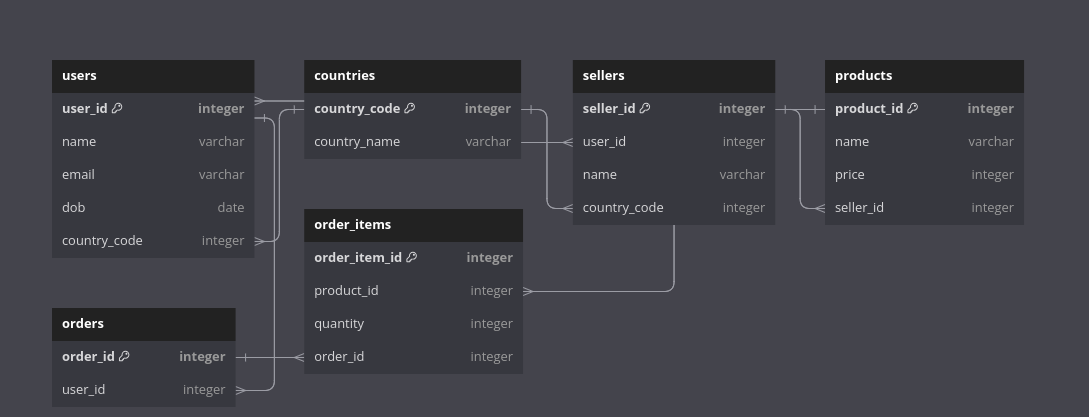 users
user_id integer
name varchar
email varchar
dob date
country_code integer
countries
country_code integer
country_name varchar
sellers
seller_id integer
user_id integer
name varchar
country_code integer
products
product_id integer
name varchar
price integer
seller_id integer
order_items
order_item_id integer
product_id integer
quantity integer
order_id integer
orders
order_id integer
user_id integer